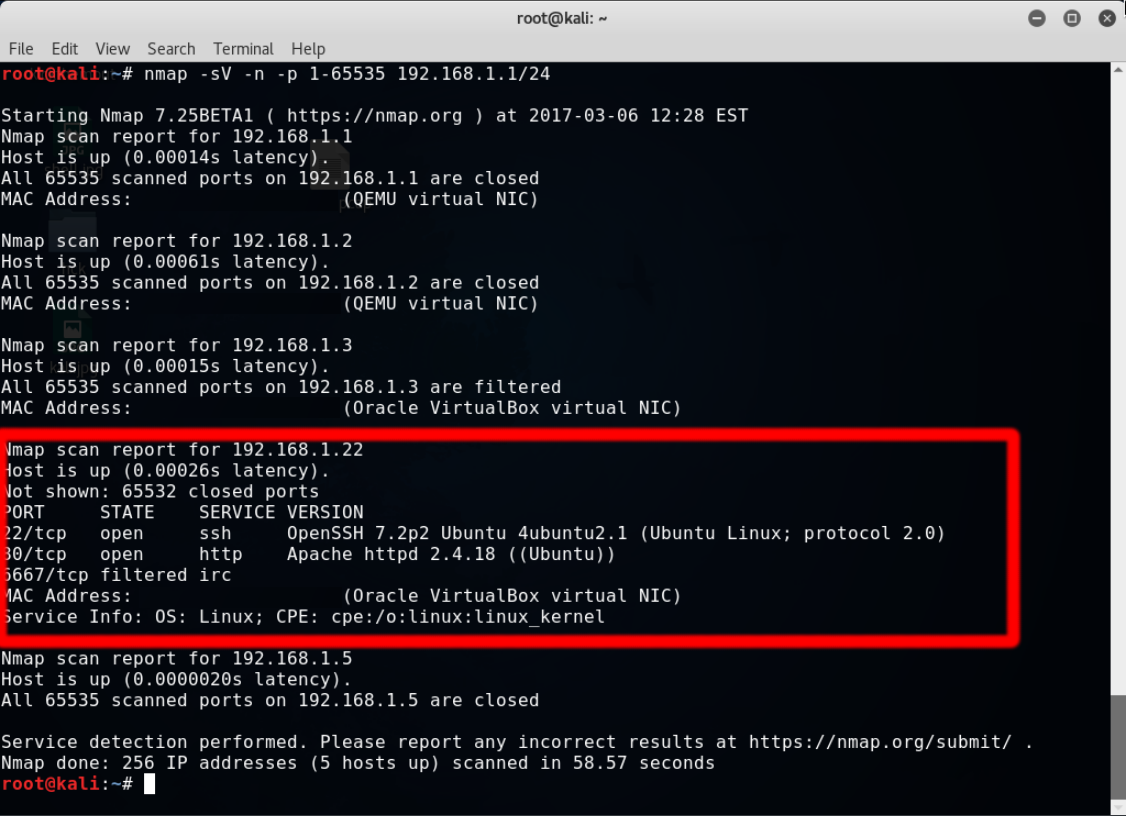 root@kali: ~
File Edit View Search Terminal Help
root@kali:~# nmap -sV -n -p 1-65535 192.168.1.1/24
Starting Nmap 7.25BETA1 ( https://nmap.org ) at 2017-03-06 12:28 EST
Nmap scan report for 192.168.1.1
Host is up (0.00014s latency).
All 65535 scanned ports on 192.168.1.1 are closed
MAC Address: (QEMU virtual NIC)
Nmap scan report for 192.168.1.2
Host is up (0.00061s latency).
All 65535 scanned ports on 192.168.1.2 are closed
MAC Address: (QEMU virtual NIC)
Nmap scan report for 192.168.1.3
Host is up (0.00015s latency).
All 65535 scanned ports on 192.168.1.3 are filtered
MAC Address: (Oracle VirtualBox virtual NIC)
Nmap scan report for 192.168.1.22
Host is up (0.00026s latency).
Not shown: 65532 closed ports
PORT STATE SERVICE VERSION
22/tcp open ssh OpenSSH 7.2p2 Ubuntu 4ubuntu2.1 (Ubuntu Linux; protocol 2.0)
80/tcp open http Apache httpd 2.4.18 ((Ubuntu))
6667/tcp filtered irc
MAC Address: (Oracle VirtualBox virtual NIC)
Service Info: OS: Linux; CPE: cpe:/o:linux:linux_kernel
Nmap scan report for 192.168.1.5
Host is up (0.0000020s latency).
All 65535 scanned ports on 192.168.1.5 are closed
Service detection performed. Please report any incorrect results at https://nmap.org/submit/ .
Nmap done: 256 IP addresses (5 hosts up) scanned in 58.57 seconds
root@kali:~#